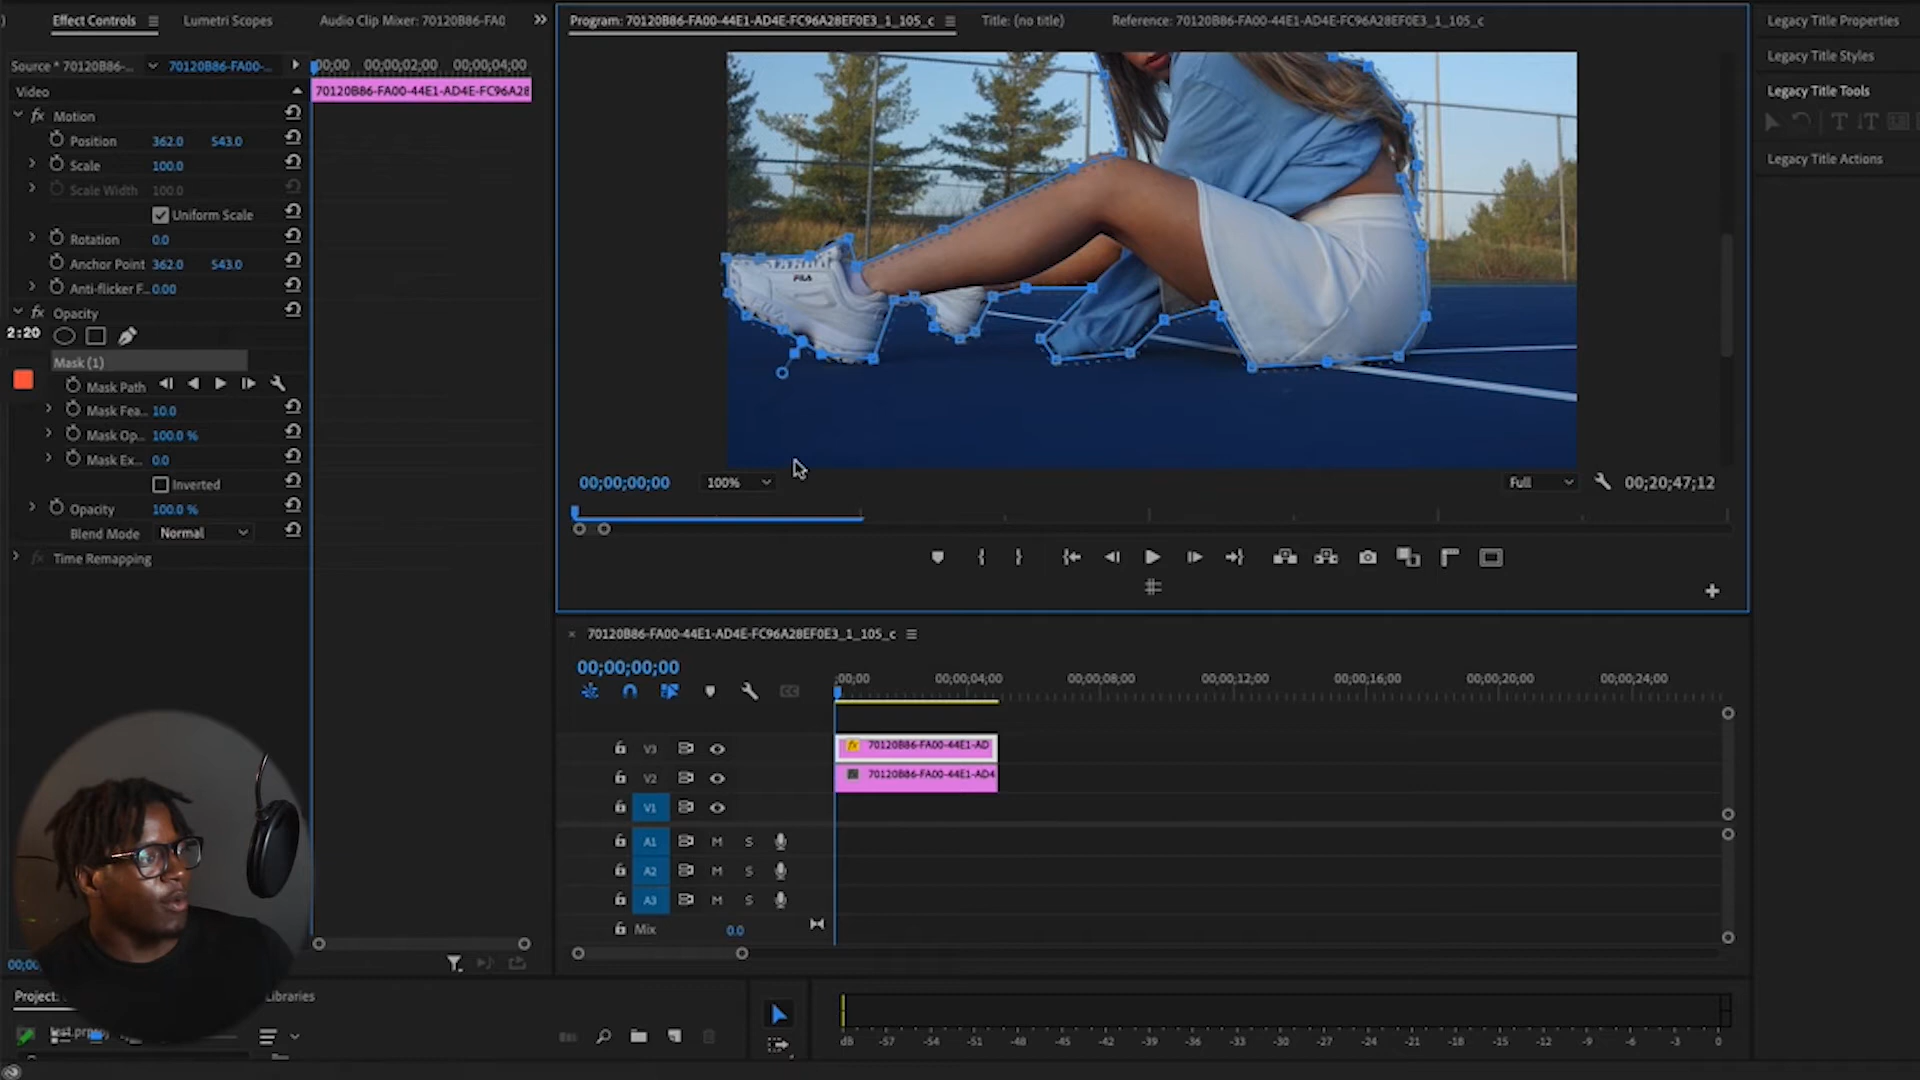 Effect Controls
Lumetri Scopes
Audio Clip Mixer: 70120B86-FA0
Program: 70120B86-FA00-44E1-AD4E-FC96A28EF0E3_1_105_c
Title: (no title)
Reference: 70120B86-FA00-44E1-AD4E-FC96A28EF0E3_1_105_c
Legacy Title Properties
Legacy Title Styles
Legacy Title Tools
Legacy Title Actions
Source * 70120B86-...
70120B86-FA00-...
00;00
00;00;02;00
00;00;04;00
Video
70120B86-FA00-44E1-AD4E-FC96A28
fx Motion
Position 362.0 543.0
Scale 100.0
Scale Width 100.0
Uniform Scale
Rotation 0.0
Anchor Point 362.0 543.0
Anti-flicker F... 0.00
fx Opacity
2:20
Mask (1)
Mask Path
Mask Fea... 10.0
Mask Op... 100.0 %
Mask Ex... 0.0
Inverted
Opacity 100.0 %
Blend Mode Normal
fx Time Remapping
FILA
00;00;00;00
100%
Full
00;20;47;12
70120B86-FA00-44E1-AD4E-FC96A28EF0E3_1_105_c
00;00;00;00
;00;00
00;00;04;00
00;00;08;00
00;00;12;00
00;00;16;00
00;00;20;00
00;00;24;00
V3
fx 70120B86-FA00-44E1-AD
V2
70120B86-FA00-44E1-AD4
V1
A1 M S
A2 M S
A3 M S
Mix 0.0
00;00
Project:
Libraries
dB -57 -54 -51 -48 -45 -42 -39 -36 -33 -30 -27 -24 -21 -18 -15 -12 -9 -6 -3 0